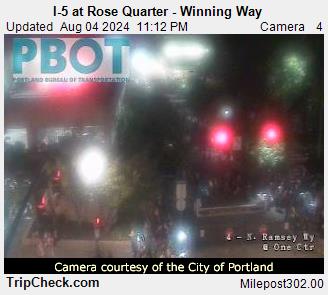 I-5 at Rose Quarter - Winning Way
Updated Aug 04 2024 11:12 PM Camera 4
PBOT
PORTLAND BUREAU OF TRANSPORTATION
4 - N. Ramsey Wy
@ One Ctr
Camera courtesy of the City of Portland
TripCheck.com Milepost302.00